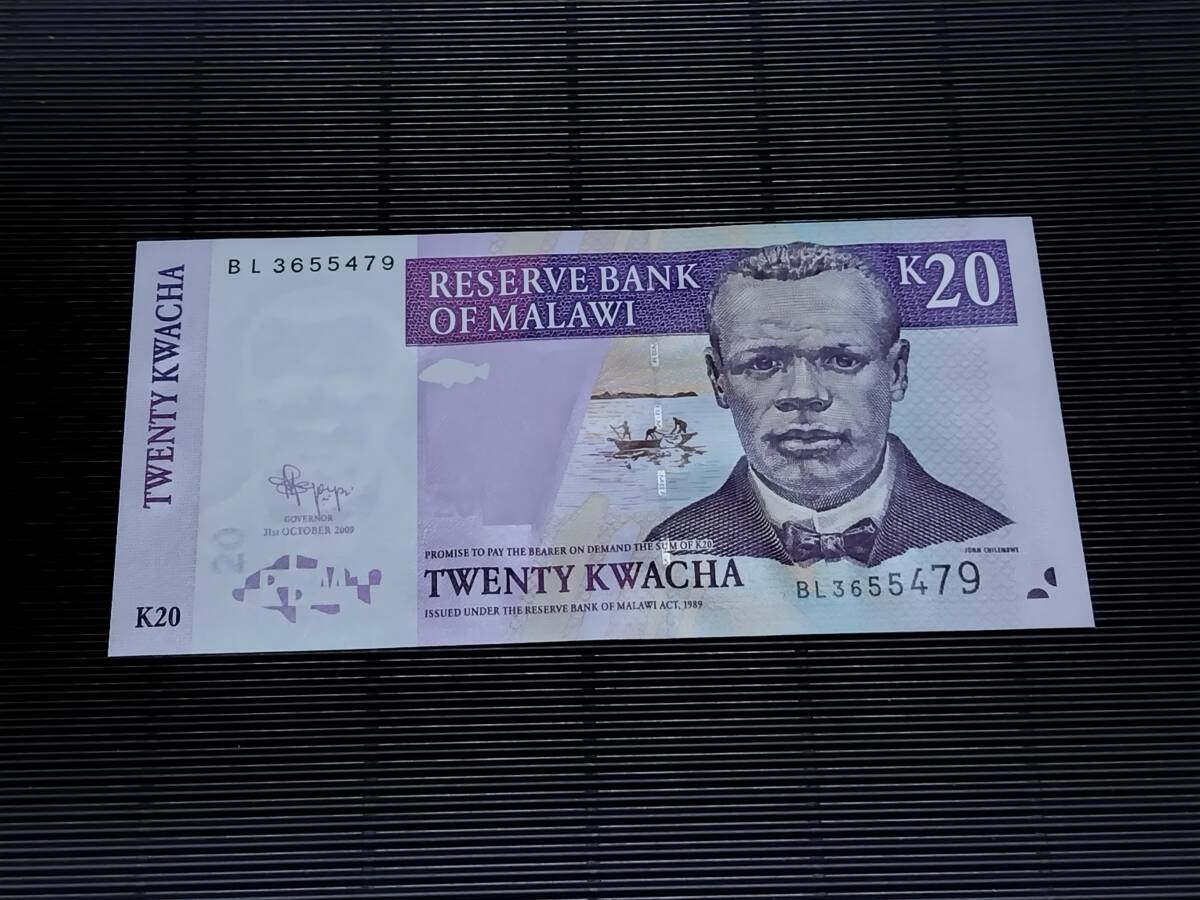 TWENTY KWACHA
K20
BL 3655479
GOVERNOR
31st OCTOBER 2009
20
RESERVE BANK
OF MALAWI
K20
PROMISE TO PAY THE BEARER ON DEMAND THE SUM OF K20
TWENTY KWACHA
ISSUED UNDER THE RESERVE BANK OF MALAWI ACT, 1989
JOHN CHILEMBWE
BL3655479